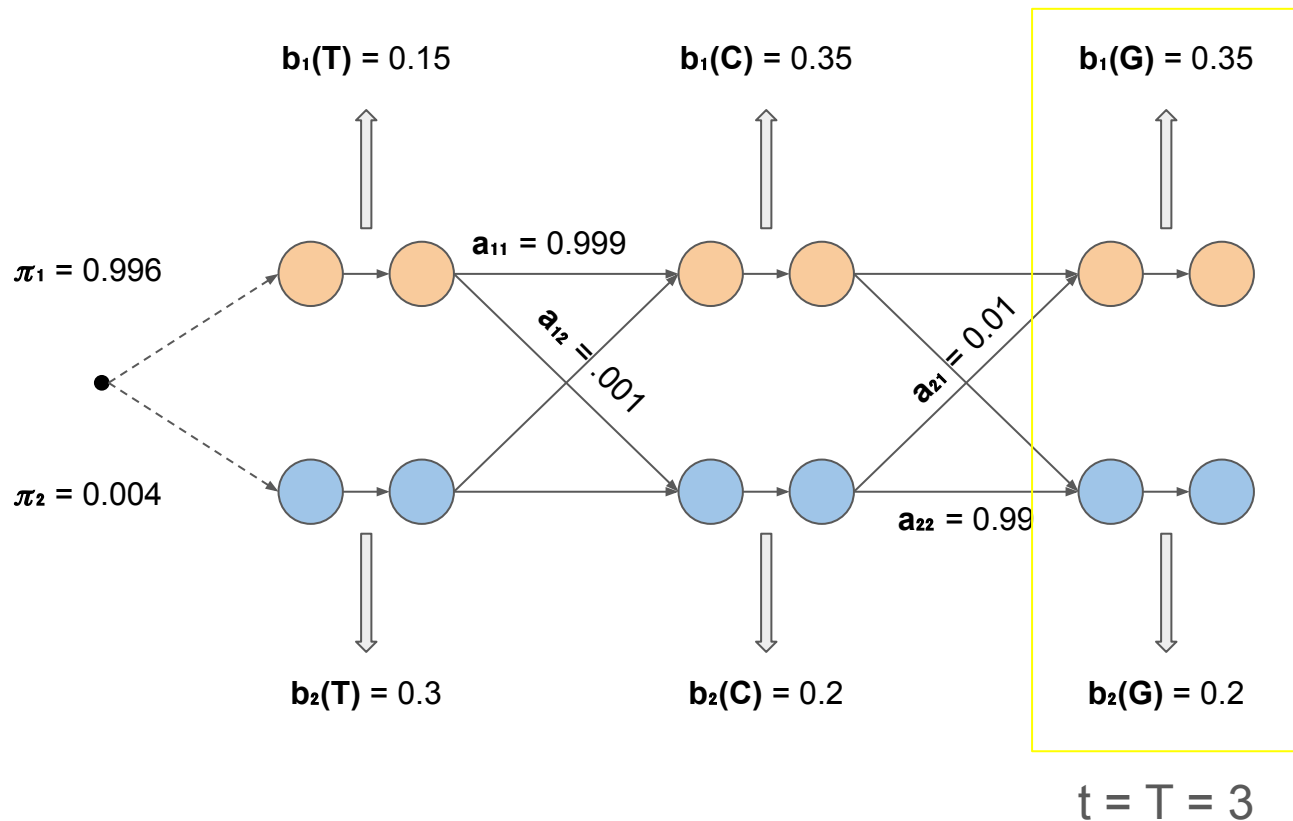 b₁(T) = 0.15
b₁(C) = 0.35
b₁(G) = 0.35
a₁₁ = 0.999
π₁ = 0.996
a₁₂ = .001
a₂₁ = 0.01
π₂ = 0.004
a₂₂ = 0.99
b₂(T) = 0.3
b₂(C) = 0.2
b₂(G) = 0.2
t = T = 3